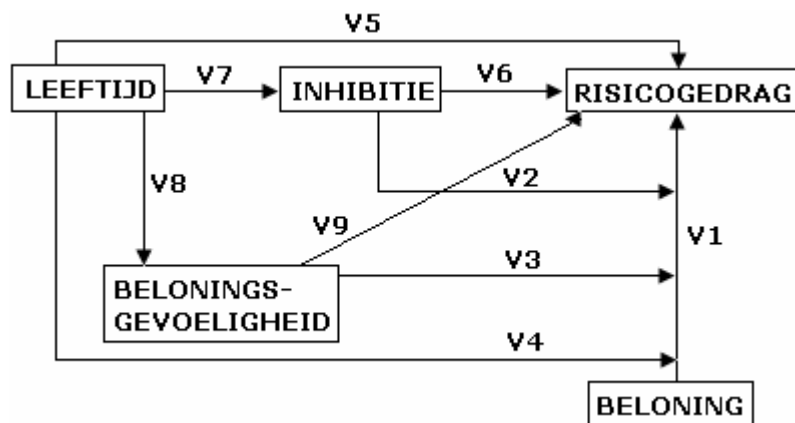 V5
LEEFTIJD
V7
INHIBITIE
V6
RISICOGEDRAG
V8
V2
V9
V1
BELONINGS-
GEVOELIGHEID
V3
V4
BELONING